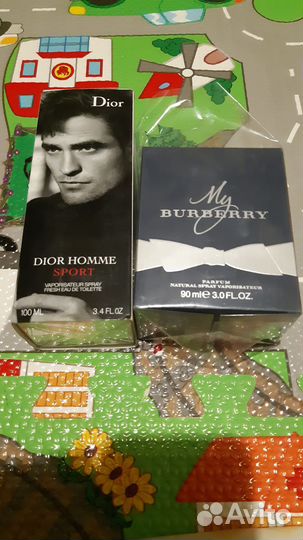 Dior
DIOR HOMME
SPORT
VAPORISATEUR SPRAY
FRESH EAU DE TOILETTE
100 ML 3.4 FL.OZ
My
BURBERRY
PARFUM
NATURAL SPRAY VAPORISATEUR
90 ml e 3.0 FL.OZ.
Avito